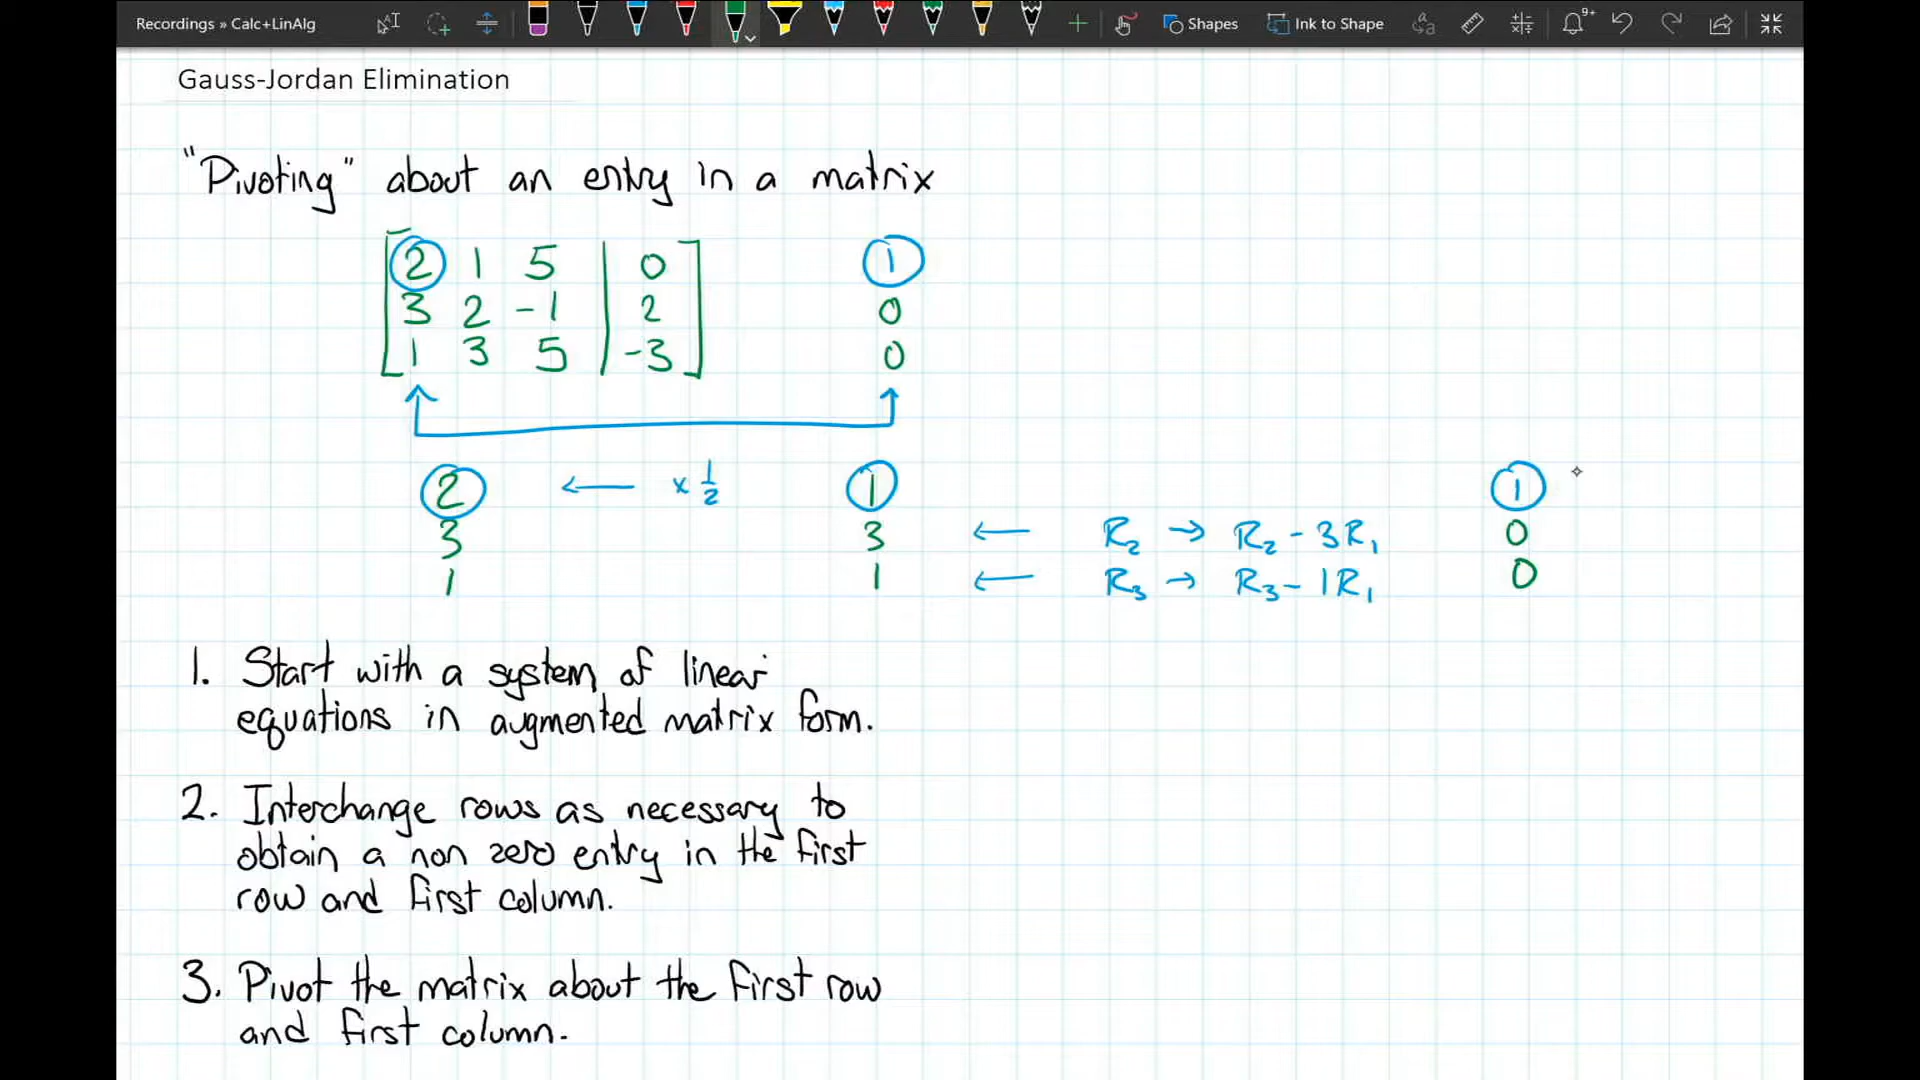 Recordings » Calc+LinAlg
9+
Shapes
Ink to Shape
Gauss-Jordan Elimination
"Pivoting" about an entry in a matrix
2 1 5 | 0 1
3 2 -1 | 2 0
1 3 5 | -3 0
2 ← × 1/2 1 1
3 3 ← R₂ → R₂ - 3R₁ 0
1 1 ← R₃ → R₃ - 1R₁ 0
1. Start with a system of linear
equations in augmented matrix form.
2. Interchange rows as necessary to
obtain a non zero entry in the first
row and first column.
3. Pivot the matrix about the first row
and first column.